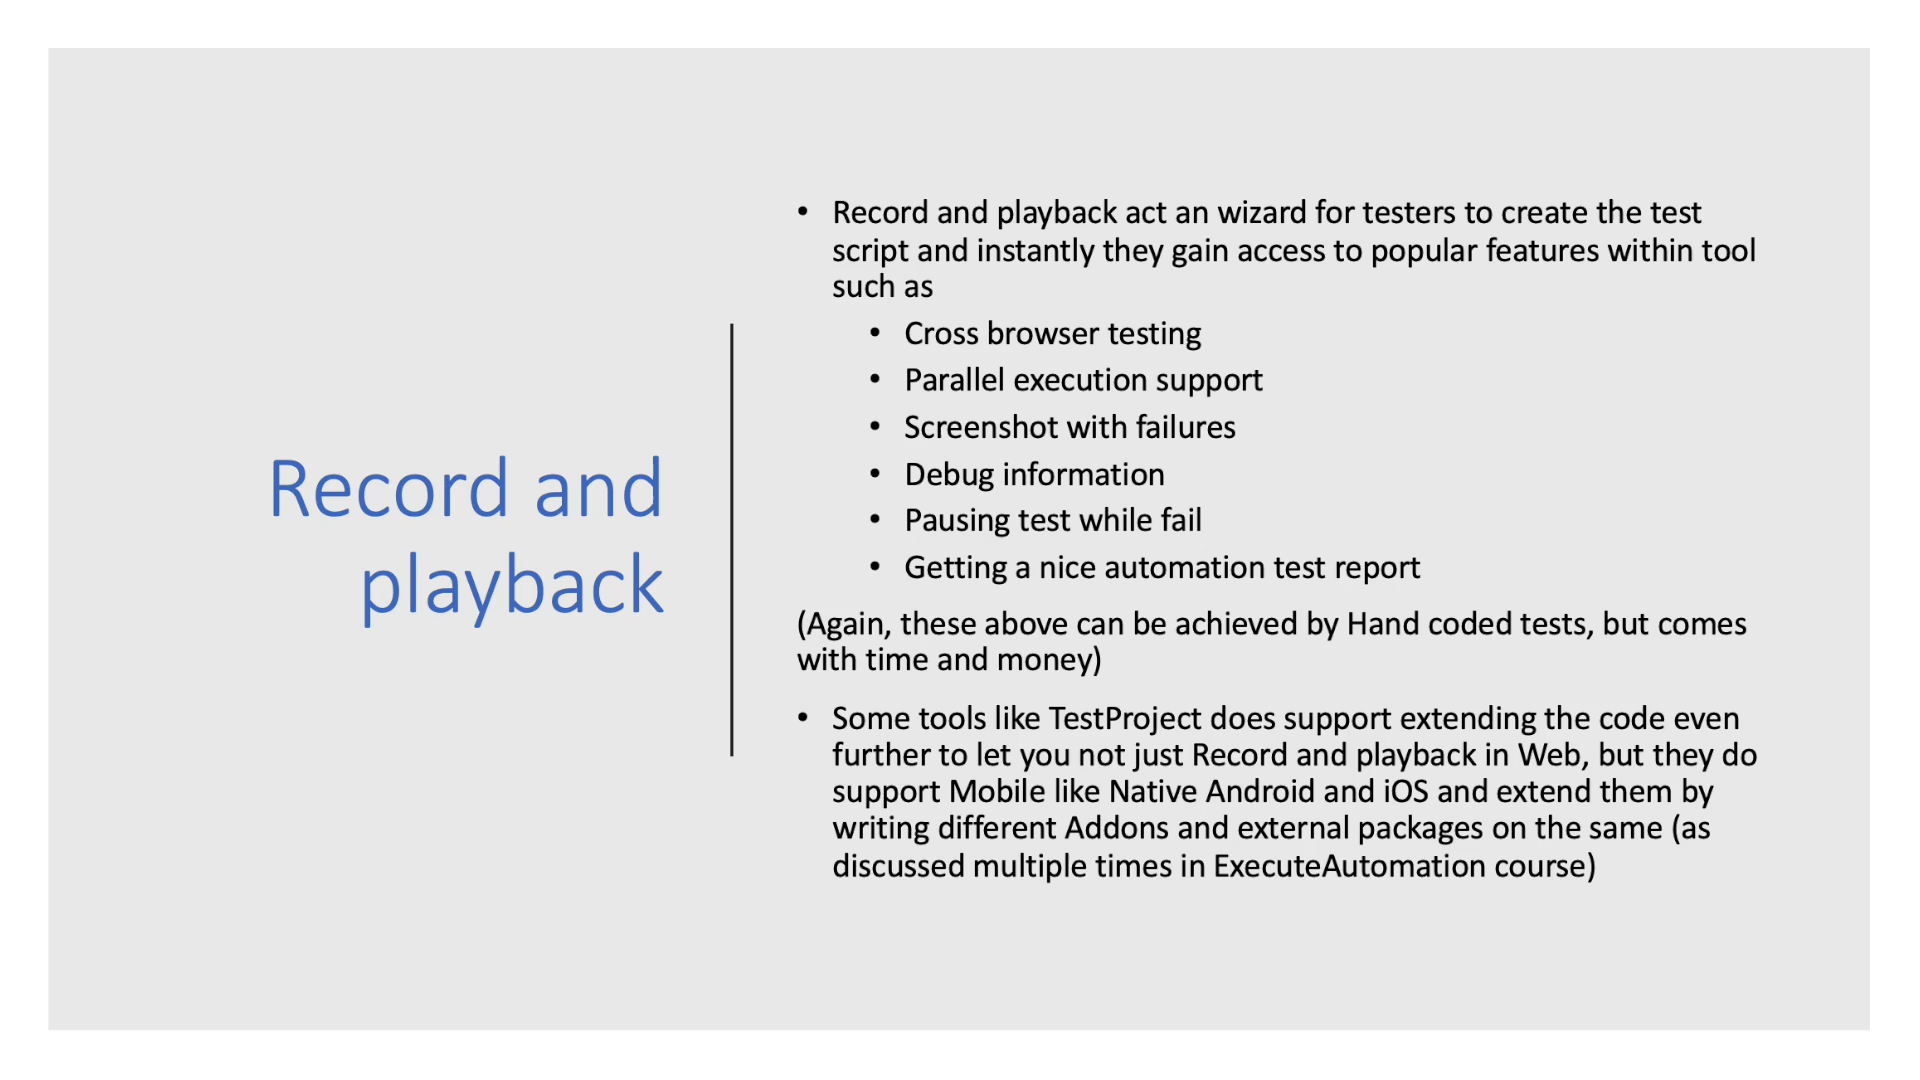 Record and
playback
• Record and playback act an wizard for testers to create the test
script and instantly they gain access to popular features within tool
such as
• Cross browser testing
• Parallel execution support
• Screenshot with failures
• Debug information
• Pausing test while fail
• Getting a nice automation test report
(Again, these above can be achieved by Hand coded tests, but comes
with time and money)
• Some tools like TestProject does support extending the code even
further to let you not just Record and playback in Web, but they do
support Mobile like Native Android and iOS and extend them by
writing different Addons and external packages on the same (as
discussed multiple times in ExecuteAutomation course)